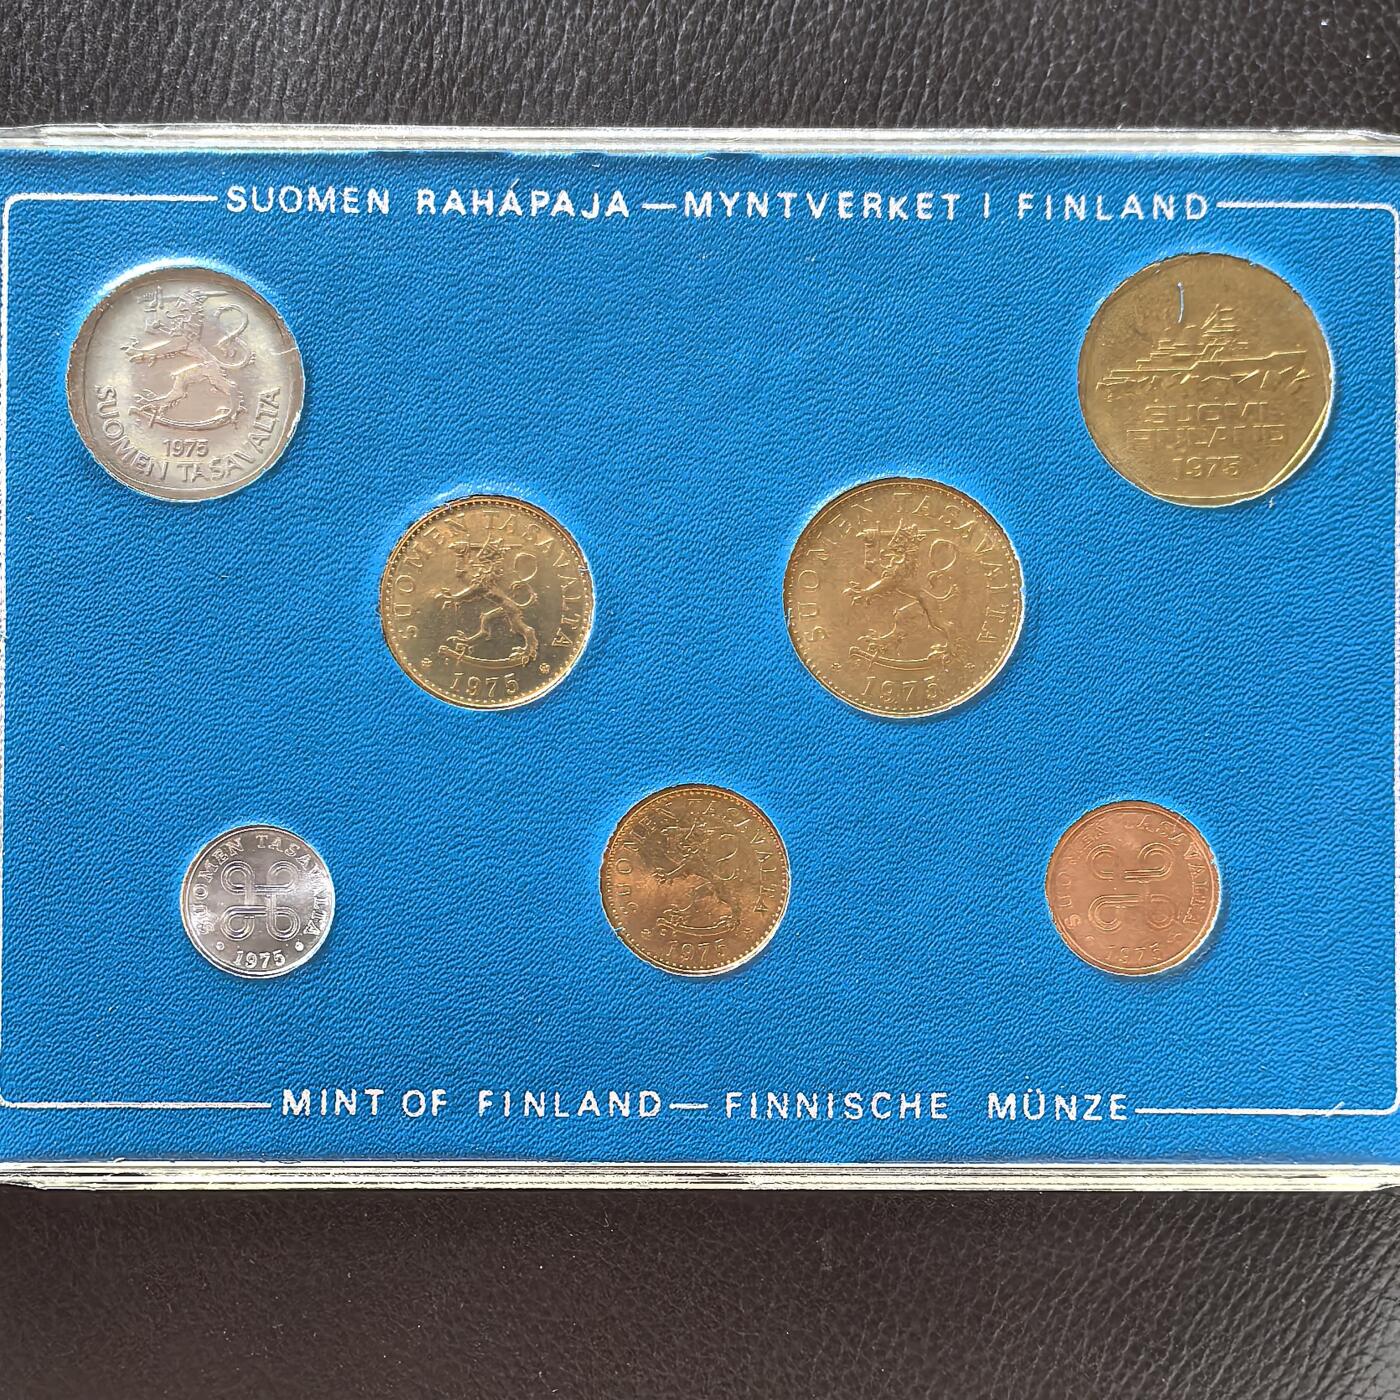 SUOMEN RAHAPAJA—MYNTVERKET I FINLAND
SUOMEN TASAVALTA
1975
SUOMI
FINLAND
1975
SUOMEN TASAVALTA
1975
SUOMEN TASAVALTA
1975
SUOMEN TASAVALTA
1975
SUOMEN TASAVALTA
1975
SUOMEN TASAVALTA
1975
MINT OF FINLAND—FINNISCHE MÜNZE